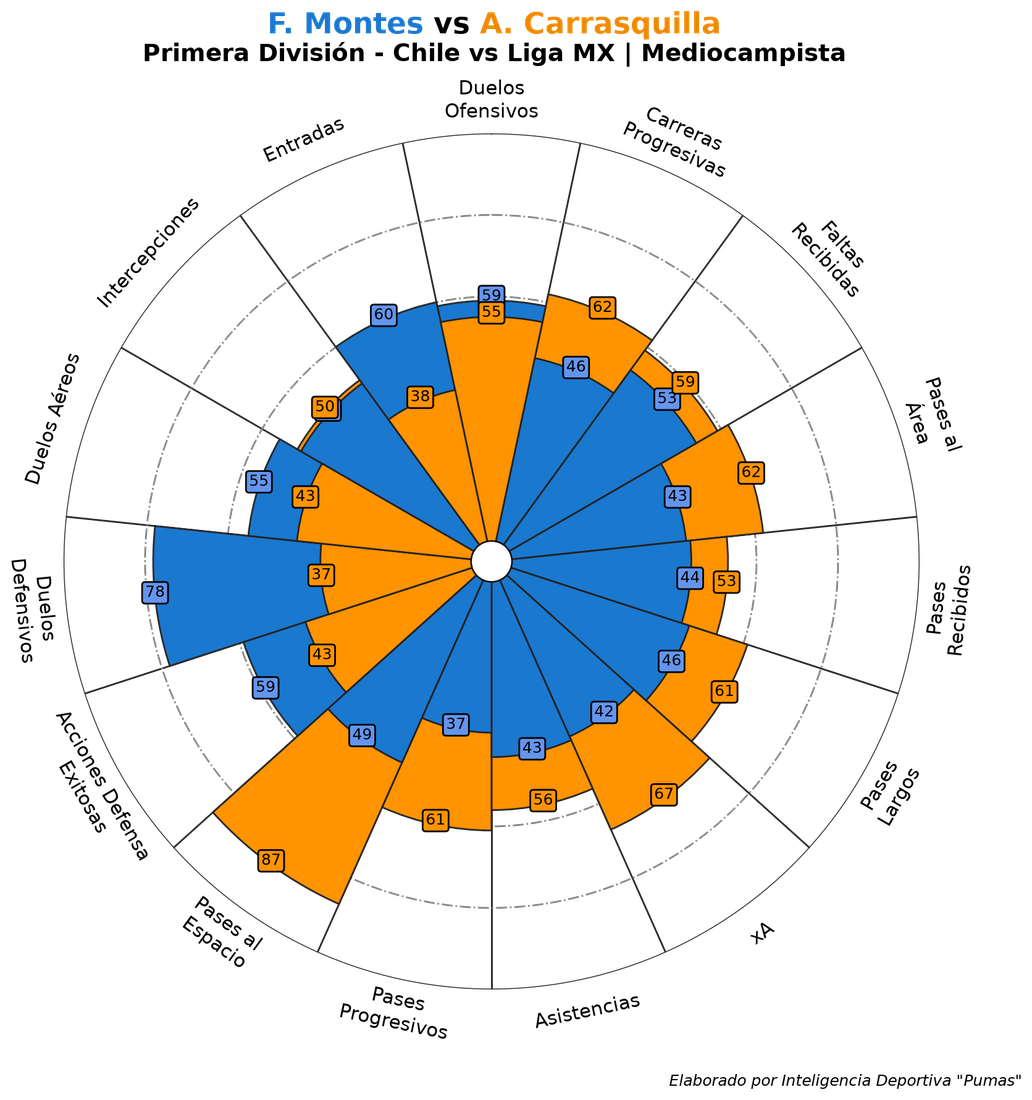 F. Montes vs A. Carrasquilla
Primera División - Chile vs Liga MX | Mediocampista
Duelos
Ofensivos
Carreras
Progresivas
Faltas
Recibidas
Pases al
Área
Pases
Recibidos
Pases
Largos
xA
Asistencias
Pases
Progresivos
Pases al
Espacio
Acciones Defensa
Exitosas
Duelos
Defensivos
Duelos Aéreos
Intercepciones
Entradas
59
55
62
46
59
53
62
43
44
53
46
61
42
67
43
56
37
61
49
87
59
43
78
37
55
43
50
60
38
Elaborado por Inteligencia Deportiva "Pumas"